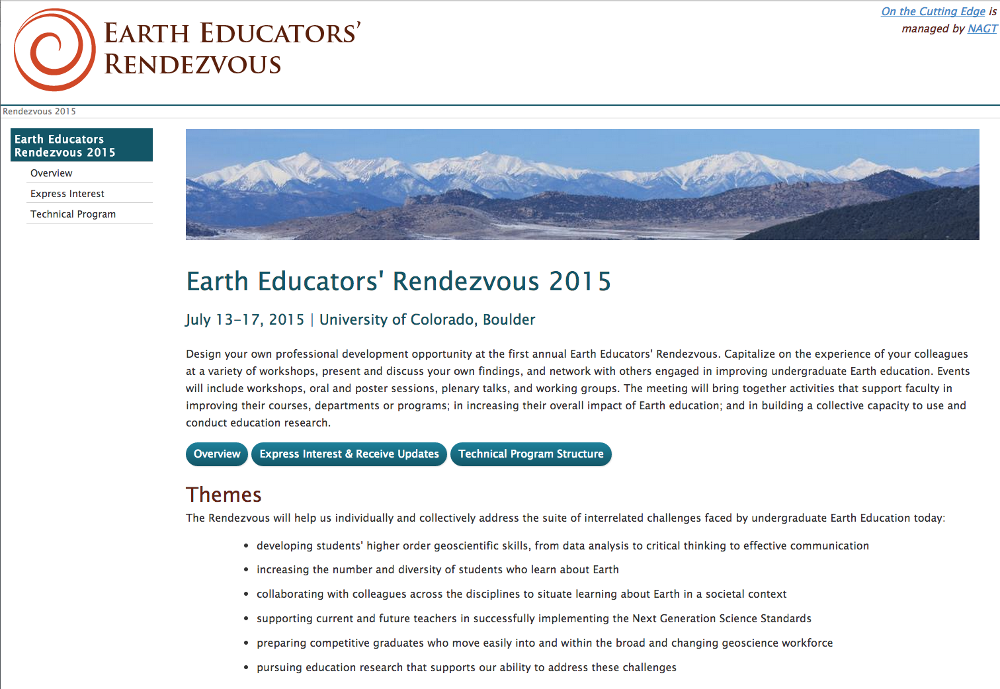 EARTH EDUCATORS’
RENDEZVOUS
On the Cutting Edge is
managed by NAGT
Rendezvous 2015
Earth Educators
Rendezvous 2015
Overview
Express Interest
Technical Program
Earth Educators' Rendezvous 2015
July 13–17, 2015 | University of Colorado, Boulder
Design your own professional development opportunity at the first annual Earth Educators' Rendezvous. Capitalize on the experience of your colleagues
at a variety of workshops, present and discuss your own findings, and network with others engaged in improving undergraduate Earth education. Events
will include workshops, oral and poster sessions, plenary talks, and working groups. The meeting will bring together activities that support faculty in
improving their courses, departments or programs; in increasing their overall impact of Earth education; and in building a collective capacity to use and
conduct education research.
Overview Express Interest & Receive Updates Technical Program Structure
Themes
The Rendezvous will help us individually and collectively address the suite of interrelated challenges faced by undergraduate Earth Education today:
• developing students' higher order geoscientific skills, from data analysis to critical thinking to effective communication
• increasing the number and diversity of students who learn about Earth
• collaborating with colleagues across the disciplines to situate learning about Earth in a societal context
• supporting current and future teachers in successfully implementing the Next Generation Science Standards
• preparing competitive graduates who move easily into and within the broad and changing geoscience workforce
• pursuing education research that supports our ability to address these challenges